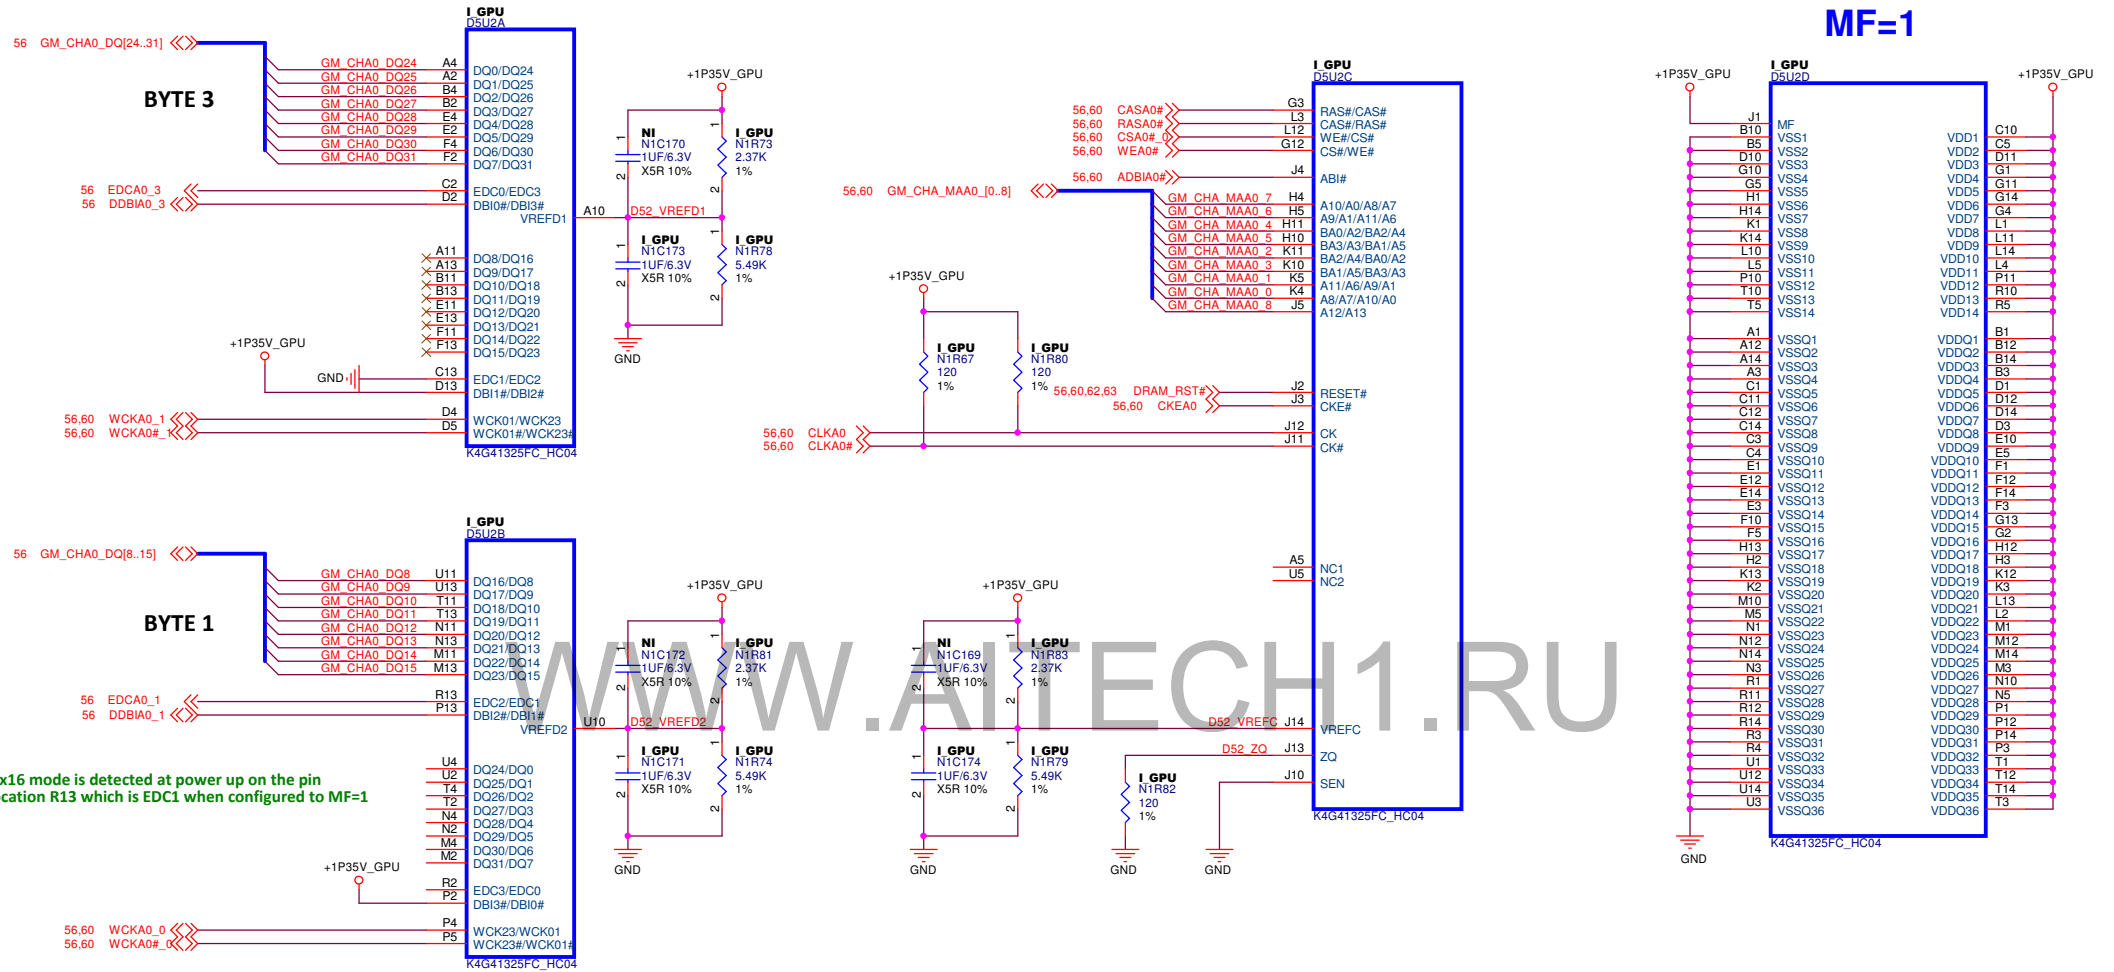 MF=1
I_GPU
D5U2A
56 GM_CHA0_DQ[24..31]
BYTE 3
GM_CHA0_DQ24 A4 DQ0/DQ24
GM_CHA0_DQ25 A2 DQ1/DQ25
GM_CHA0_DQ26 B4 DQ2/DQ26
GM_CHA0_DQ27 B2 DQ3/DQ27
GM_CHA0_DQ28 E4 DQ4/DQ28
GM_CHA0_DQ29 E2 DQ5/DQ29
GM_CHA0_DQ30 F4 DQ6/DQ30
GM_CHA0_DQ31 F2 DQ7/DQ31
56 EDCA0_3 C2 EDC0/EDC3
56 DDBIA0_3 D2 DBI0#/DBI3#
VREFD1 A10 D52_VREFD1
A11 DQ8/DQ16
A13 DQ9/DQ17
B11 DQ10/DQ18
B13 DQ11/DQ19
E11 DQ12/DQ20
E13 DQ13/DQ21
F11 DQ14/DQ22
F13 DQ15/DQ23
+1P35V_GPU
GND C13 EDC1/EDC2
D13 DBI1#/DBI2#
56,60 WCKA0_1 D4 WCK01/WCK23
56,60 WCKA0#_1 D5 WCK01#/WCK23#
K4G41325FC_HC04
+1P35V_GPU
1 NI
N1C170
1UF/6.3V
2 X5R 10%
1 I_GPU
N1R73
2.37K
2 1%
1 I_GPU
N1C173
1UF/6.3V
2 X5R 10%
1 I_GPU
N1R78
5.49K
2 1%
GND
I_GPU
D5U2B
56 GM_CHA0_DQ[8..15]
BYTE 1
GM_CHA0_DQ8 U11 DQ16/DQ8
GM_CHA0_DQ9 U13 DQ17/DQ9
GM_CHA0_DQ10 T11 DQ18/DQ10
GM_CHA0_DQ11 T13 DQ19/DQ11
GM_CHA0_DQ12 N11 DQ20/DQ12
GM_CHA0_DQ13 N13 DQ21/DQ13
GM_CHA0_DQ14 M11 DQ22/DQ14
GM_CHA0_DQ15 M13 DQ23/DQ15
56 EDCA0_1 R13 EDC2/EDC1
56 DDBIA0_1 P13 DBI2#/DBI1#
VREFD2 U10 D52_VREFD2
x16 mode is detected at power up on the pin
ocation R13 which is EDC1 when configured to MF=1
U4 DQ24/DQ0
U2 DQ25/DQ1
T4 DQ26/DQ2
T2 DQ27/DQ3
N4 DQ28/DQ4
N2 DQ29/DQ5
M4 DQ30/DQ6
M2 DQ31/DQ7
+1P35V_GPU
R2 EDC3/EDC0
P2 DBI3#/DBI0#
56,60 WCKA0_0 P4 WCK23/WCK01
56,60 WCKA0#_0 P5 WCK23#/WCK01#
K4G41325FC_HC04
+1P35V_GPU
1 NI
N1C172
1UF/6.3V
2 X5R 10%
1 I_GPU
N1R81
2.37K
2 1%
1 I_GPU
N1C171
1UF/6.3V
2 X5R 10%
1 I_GPU
N1R74
5.49K
2 1%
GND
I_GPU
D5U2C
56,60 CASA0# G3 RAS#/CAS#
56,60 RASA0# L3 CAS#/RAS#
56,60 CSA0#_0 L12 WE#/CS#
56,60 WEA0# G12 CS#/WE#
56,60 ADBIA0# J4 ABI#
56,60 GM_CHA_MAA0_[0..8]
GM_CHA_MAA0_7 H4 A10/A0/A8/A7
GM_CHA_MAA0_6 H5 A9/A1/A11/A6
GM_CHA_MAA0_4 H11 BA0/A2/BA2/A4
GM_CHA_MAA0_5 H10 BA3/A3/BA1/A5
GM_CHA_MAA0_2 K11 BA2/A4/BA0/A2
GM_CHA_MAA0_3 K10 BA1/A5/BA3/A3
GM_CHA_MAA0_1 K5 A11/A6/A9/A1
GM_CHA_MAA0_0 K4 A8/A7/A10/A0
GM_CHA_MAA0_8 J5 A12/A13
+1P35V_GPU
I_GPU
N1R67
120
1%
I_GPU
N1R80
120
1%
56,60,62,63 DRAM_RST# J2 RESET#
56,60 CKEA0 J3 CKE#
56,60 CLKA0 J12 CK
56,60 CLKA0# J11 CK#
A5 NC1
U5 NC2
+1P35V_GPU
1 NI
N1C169
1UF/6.3V
2 X5R 10%
1 I_GPU
N1R83
2.37K
2 1%
D52_VREFC J14 VREFC
D52_ZQ J13 ZQ
J10 SEN
1 I_GPU
N1C174
1UF/6.3V
2 X5R 10%
1 I_GPU
N1R79
5.49K
2 1%
1 I_GPU
N1R82
120
2 1%
GND
GND
GND
K4G41325FC_HC04
WWW.AITECH1.RU
+1P35V_GPU
I_GPU
D5U2D
+1P35V_GPU
J1 MF
B10 VSS1 VDD1 C10
B5 VSS2 VDD2 C5
D10 VSS3 VDD3 D11
G10 VSS4 VDD4 G1
G5 VSS5 VDD5 G11
H1 VSS6 VDD6 G14
H14 VSS7 VDD7 G4
K1 VSS8 VDD8 L1
K14 VSS9 VDD9 L11
L10 VSS10 VDD10 L14
L5 VSS11 VDD11 L4
P10 VSS12 VDD12 P11
T10 VSS13 VDD13 R10
T5 VSS14 VDD14 R5
A1 VSSQ1 VDDQ1 B1
A12 VSSQ2 VDDQ2 B12
A14 VSSQ3 VDDQ3 B14
A3 VSSQ4 VDDQ4 B3
C1 VSSQ5 VDDQ5 D1
C11 VSSQ6 VDDQ6 D12
C12 VSSQ7 VDDQ7 D14
C14 VSSQ8 VDDQ8 D3
C3 VSSQ9 VDDQ9 E10
C4 VSSQ10 VDDQ10 E5
E1 VSSQ11 VDDQ11 F1
E12 VSSQ12 VDDQ12 F12
E14 VSSQ13 VDDQ13 F14
E3 VSSQ14 VDDQ14 F3
F10 VSSQ15 VDDQ15 G13
F5 VSSQ16 VDDQ16 G2
H13 VSSQ17 VDDQ17 H12
H2 VSSQ18 VDDQ18 H3
K13 VSSQ19 VDDQ19 K12
K2 VSSQ20 VDDQ20 K3
M10 VSSQ21 VDDQ21 L13
M5 VSSQ22 VDDQ22 L2
N1 VSSQ23 VDDQ23 M1
N12 VSSQ24 VDDQ24 M12
N14 VSSQ25 VDDQ25 M14
N3 VSSQ26 VDDQ26 M3
R1 VSSQ27 VDDQ27 N10
R11 VSSQ28 VDDQ28 N5
R12 VSSQ29 VDDQ29 P1
R14 VSSQ30 VDDQ30 P12
R3 VSSQ31 VDDQ31 P14
R4 VSSQ32 VDDQ32 P3
U1 VSSQ33 VDDQ33 T1
U12 VSSQ34 VDDQ34 T12
U14 VSSQ35 VDDQ35 T14
U3 VSSQ36 VDDQ36 T3
GND
K4G41325FC_HC04